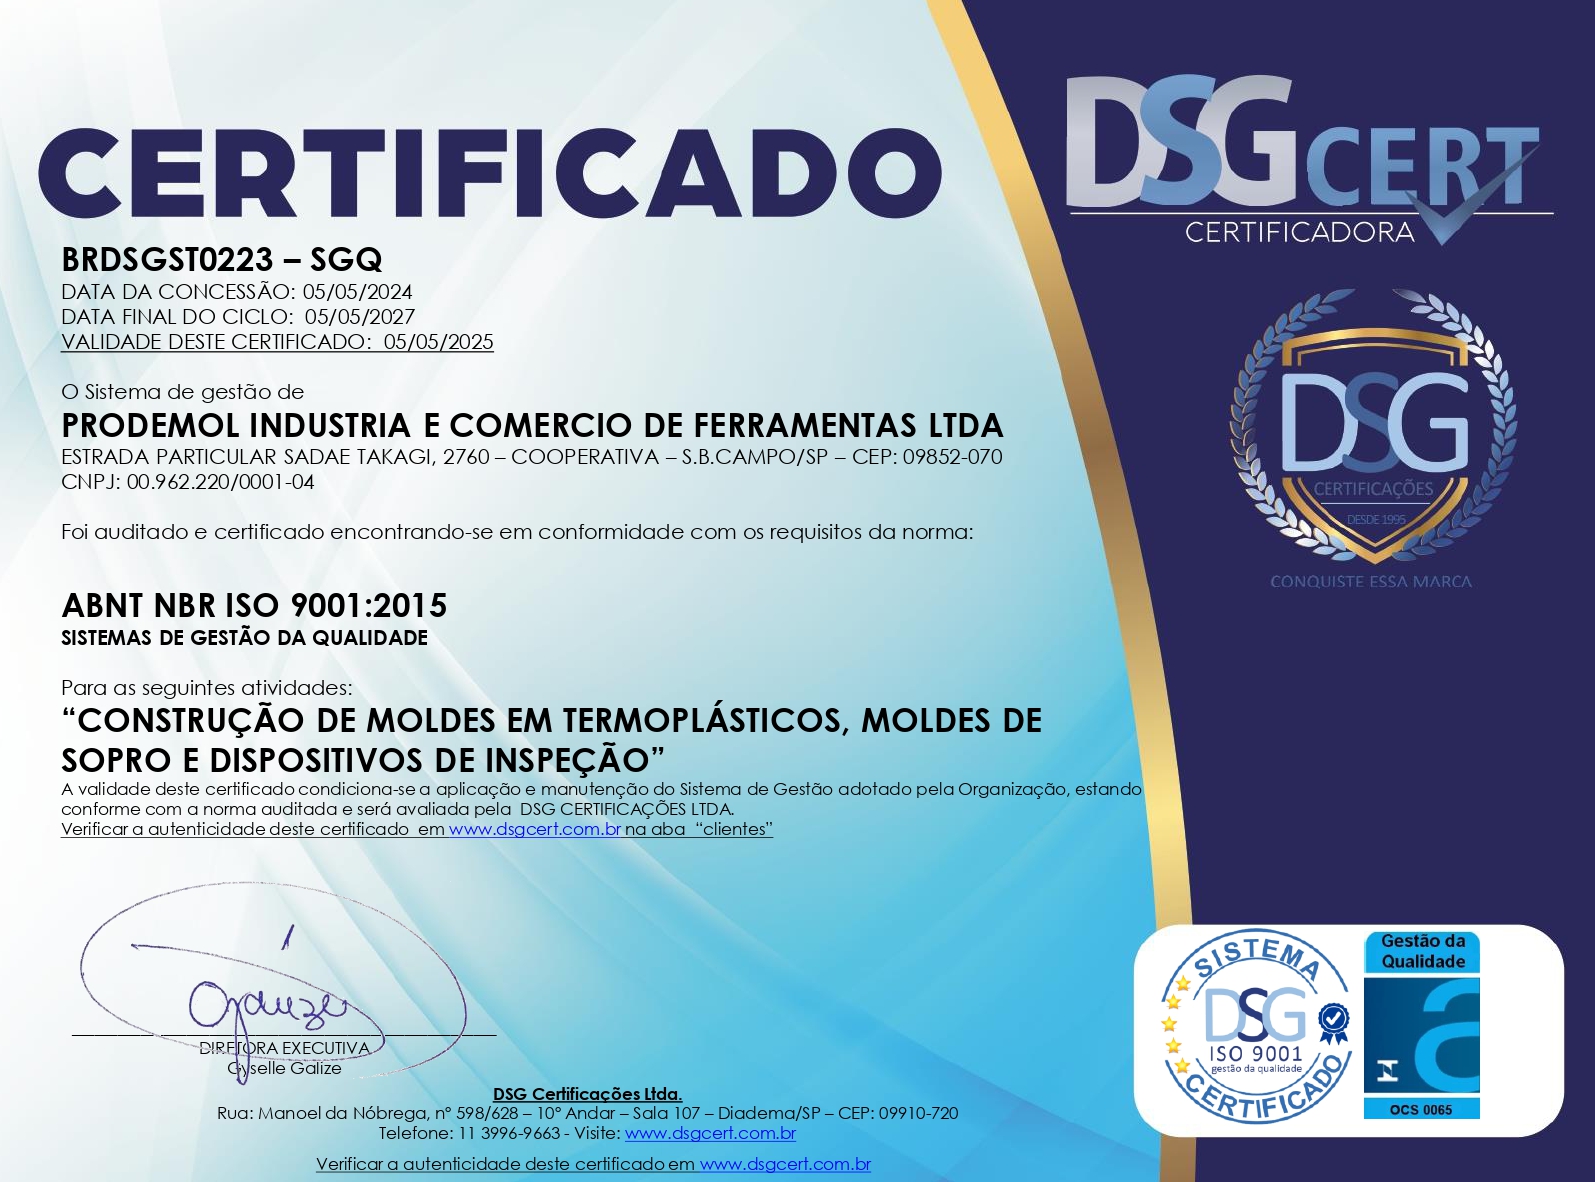 CERTIFICADO
BRDSGST0223 – SGQ
DATA DA CONCESSÃO: 05/05/2024
DATA FINAL DO CICLO: 05/05/2027
VALIDADE DESTE CERTIFICADO: 05/05/2025
O Sistema de gestão de
PRODEMOL INDUSTRIA E COMERCIO DE FERRAMENTAS LTDA
ESTRADA PARTICULAR SADAE TAKAGI, 2760 – COOPERATIVA – S.B.CAMPO/SP – CEP: 09852-070
CNPJ: 00.962.220/0001-04
Foi auditado e certificado encontrando-se em conformidade com os requisitos da norma:
ABNT NBR ISO 9001:2015
SISTEMAS DE GESTÃO DA QUALIDADE
Para as seguintes atividades:
“CONSTRUÇÃO DE MOLDES EM TERMOPLÁSTICOS, MOLDES DE
SOPRO E DISPOSITIVOS DE INSPEÇÃO”
A validade deste certificado condiciona-se a aplicação e manutenção do Sistema de Gestão adotado pela Organização, estando
conforme com a norma auditada e será avaliada pela DSG CERTIFICAÇÕES LTDA.
Verificar a autenticidade deste certificado em www.dsgcert.com.br na aba “clientes”
DIRETORA EXECUTIVA
Gyselle Galize
DSG Certificações Ltda.
Rua: Manoel da Nóbrega, nº 598/628 – 10º Andar – Sala 107 – Diadema/SP – CEP: 09910-720
Telefone: 11 3996-9663 - Visite: www.dsgcert.com.br
Verificar a autenticidade deste certificado em www.dsgcert.com.br
DSG CERT
CERTIFICADORA
DSG
CERTIFICAÇÕES
DESDE 1995
CONQUISTE ESSA MARCA
SISTEMA
DSG
ISO 9001
gestão da qualidade
CERTIFICADO
Gestão da
Qualidade
OCS 0065